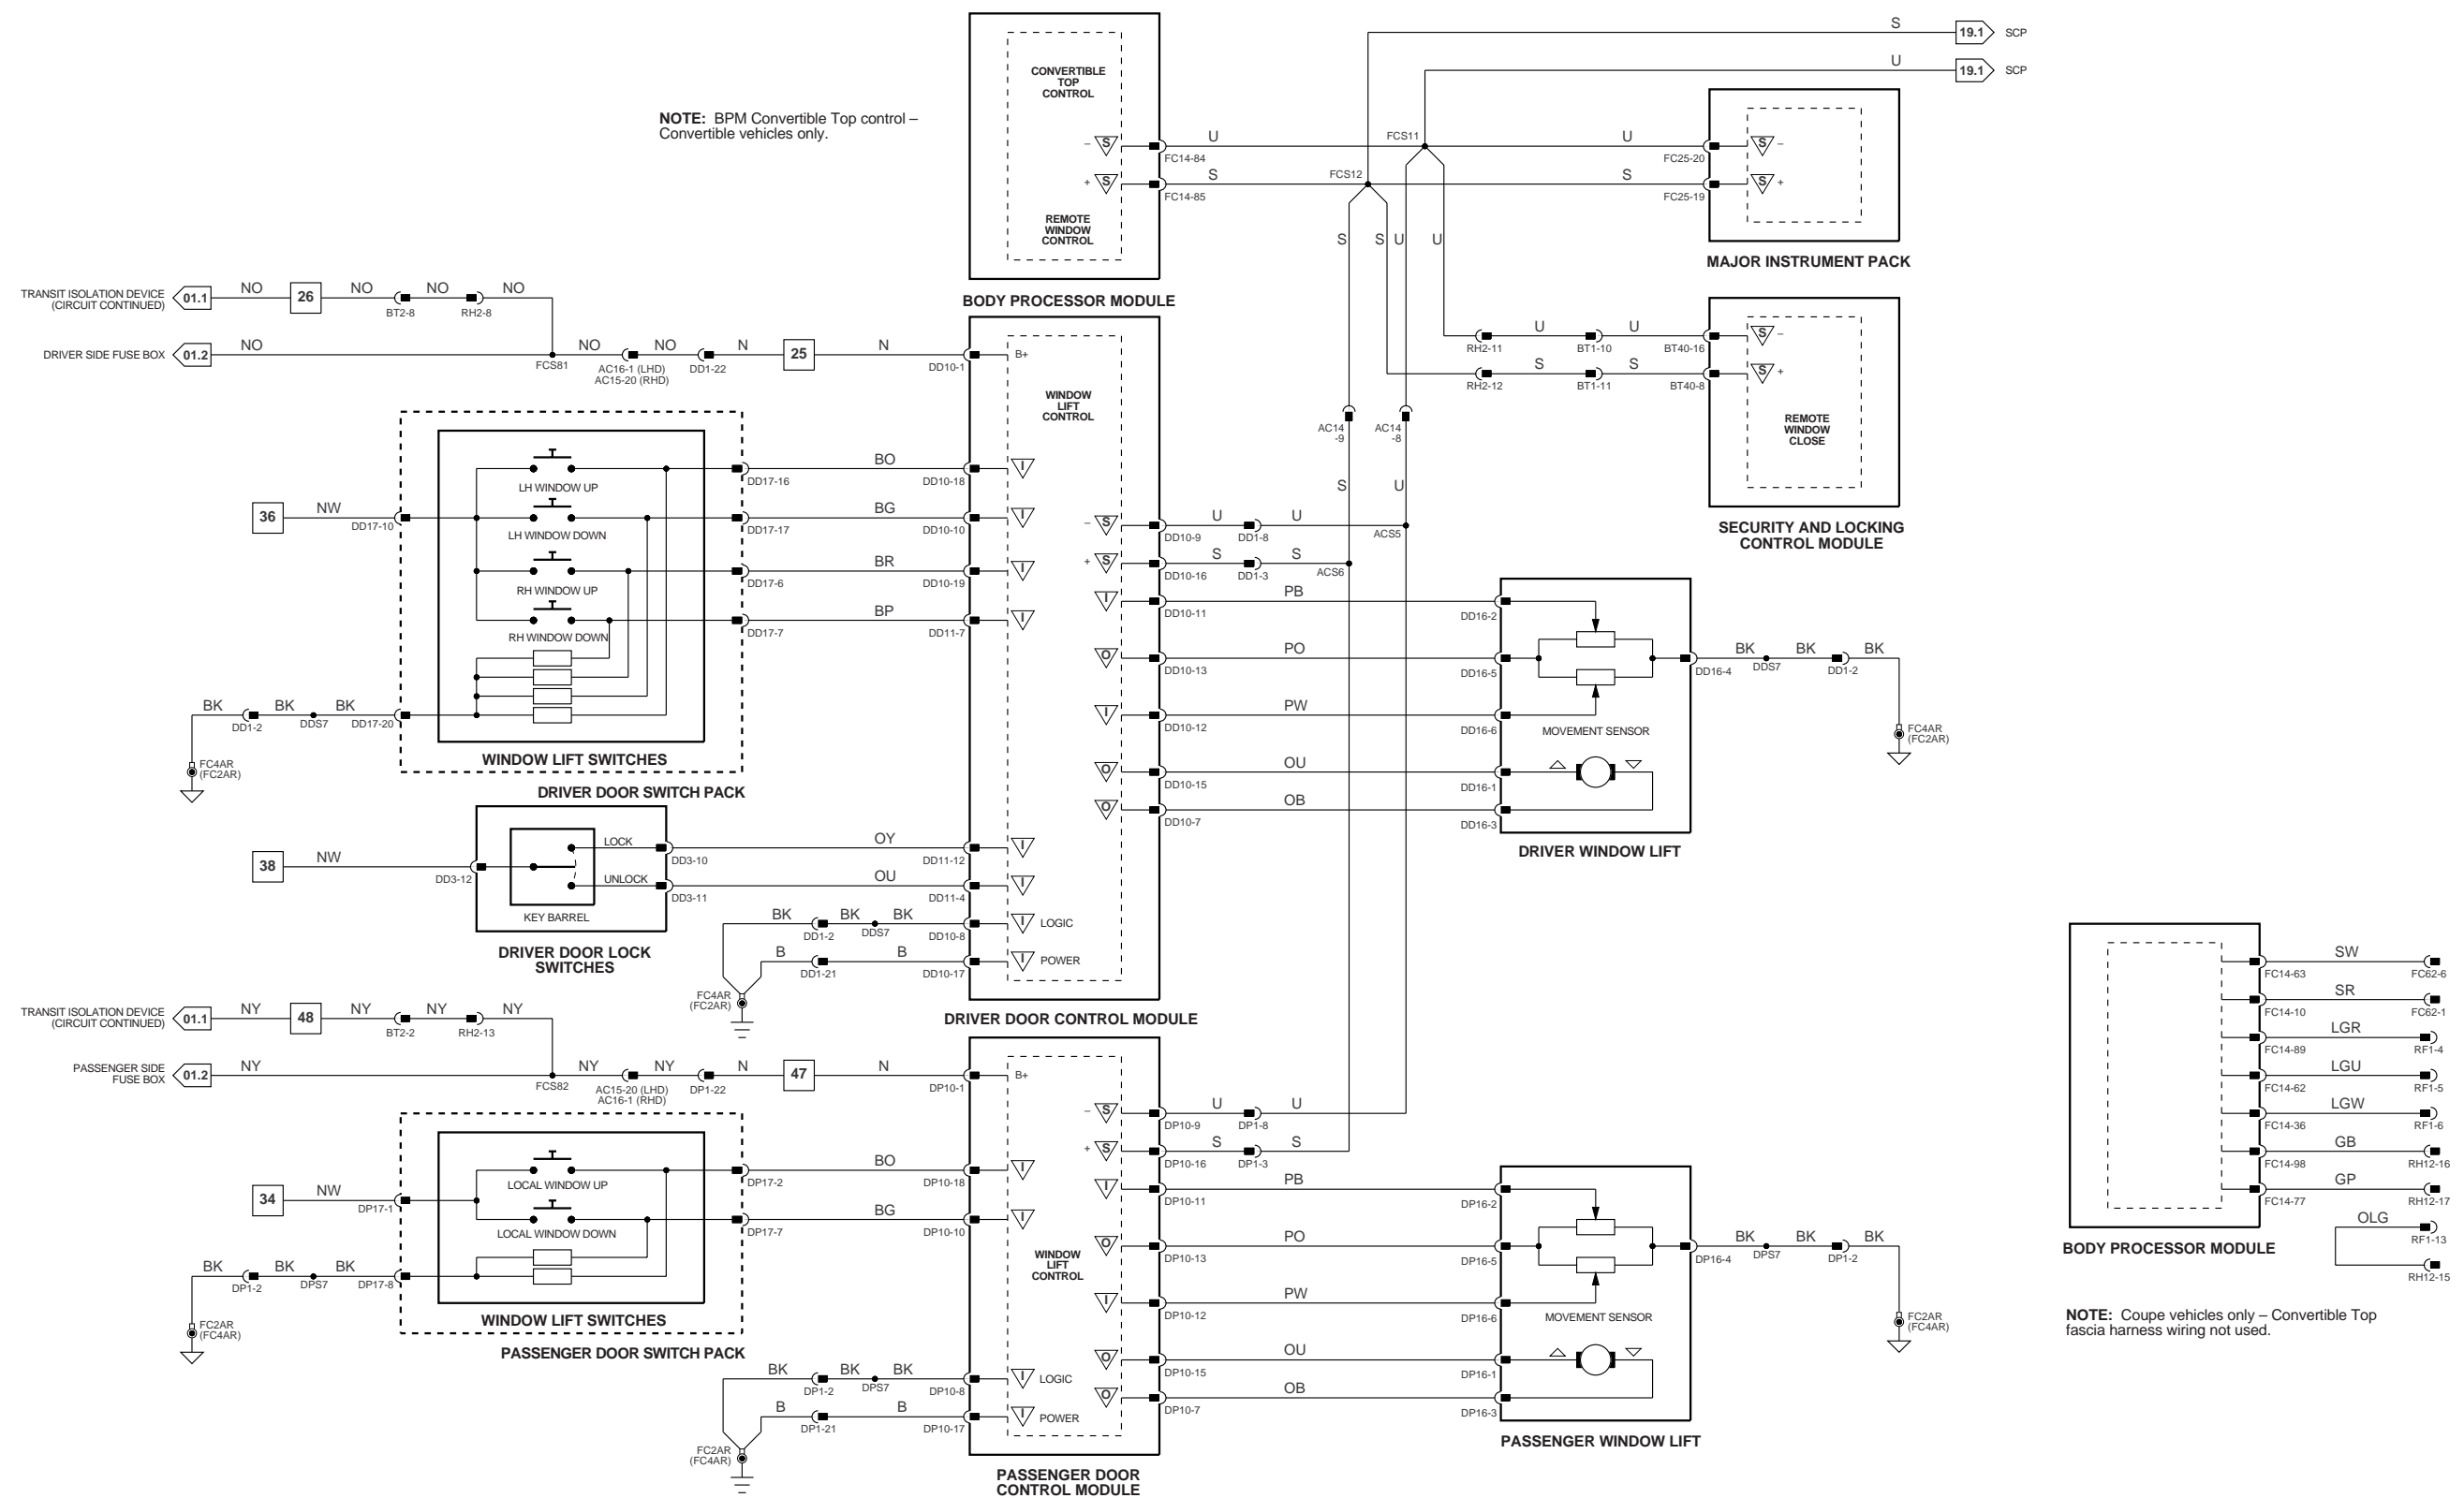 S
19.1 SCP
U
19.1 SCP
NOTE: BPM Convertible Top control –
Convertible vehicles only.
CONVERTIBLE
TOP
CONTROL
– S
U
FC14-84
FCS11
U
FC25-20
S –
+ S
S
FC14-85
FCS12
S
FC25-19
S +
REMOTE
WINDOW
CONTROL
BODY PROCESSOR MODULE
MAJOR INSTRUMENT PACK
S S U U
TRANSIT ISOLATION DEVICE
(CIRCUIT CONTINUED)
01.1 NO 26 NO NO NO
BT2-8 RH2-8
DRIVER SIDE FUSE BOX 01.2 NO
FCS81
NO NO N 25 N
AC16-1 (LHD)
AC15-20 (RHD)
DD1-22
DD10-1
B+
WINDOW
LIFT
CONTROL
U U
RH2-11 BT1-10 BT40-16
S –
S S
RH2-12 BT1-11 BT40-8
S +
REMOTE
WINDOW
CLOSE
SECURITY AND LOCKING
CONTROL MODULE
AC14
-9
AC14
-8
S U
LH WINDOW UP
DD17-16
BO
DD10-18
I
36 NW DD17-10
LH WINDOW DOWN
DD17-17
BG
DD10-10
I
RH WINDOW UP
DD17-6
BR
DD10-19
I
RH WINDOW DOWN
DD17-7
BP
DD11-7
I
BK BK BK
DD1-2 DDS7 DD17-20
FC4AR
(FC2AR)
WINDOW LIFT SWITCHES
DRIVER DOOR SWITCH PACK
– S
U U
DD10-9 DD1-8 ACS5
+ S
S S
DD10-16 DD1-3 ACS6
I
PB
DD10-11 DD16-2
O
PO
DD10-13 DD16-5
I
PW
DD10-12 DD16-6
O
OU
DD10-15 DD16-1
O
OB
DD10-7 DD16-3
MOVEMENT SENSOR
DRIVER WINDOW LIFT
BK BK BK
DD16-4 DDS7 DD1-2
FC4AR
(FC2AR)
38 NW DD3-12
LOCK
DD3-10
OY
DD11-12
I
UNLOCK
DD3-11
OU
DD11-4
I
KEY BARREL
DRIVER DOOR LOCK
SWITCHES
BK BK BK
DD1-2 DDS7 DD10-8
I LOGIC
B B
DD1-21 DD10-17
I POWER
FC4AR
(FC2AR)
DRIVER DOOR CONTROL MODULE
TRANSIT ISOLATION DEVICE
(CIRCUIT CONTINUED)
01.1 NY 48 NY NY NY
BT2-2 RH2-13
PASSENGER SIDE
FUSE BOX
01.2 NY
FCS82
NY NY N 47 N
AC15-20 (LHD)
AC16-1 (RHD)
DP1-22
DP10-1
B+
LOCAL WINDOW UP
DP17-2
BO
DP10-18
I
34 NW DP17-1
LOCAL WINDOW DOWN
DP17-7
BG
DP10-10
I
BK BK BK
DP1-2 DPS7 DP17-8
FC2AR
(FC4AR)
WINDOW LIFT SWITCHES
PASSENGER DOOR SWITCH PACK
WINDOW
LIFT
CONTROL
– S
U U
DP10-9 DP1-8
+ S
S S
DP10-16 DP1-3
I
PB
DP10-11 DP16-2
O
PO
DP10-13 DP16-5
I
PW
DP10-12 DP16-6
O
OU
DP10-15 DP16-1
O
OB
DP10-7 DP16-3
MOVEMENT SENSOR
PASSENGER WINDOW LIFT
BK BK BK
DP16-4 DPS7 DP1-2
FC2AR
(FC4AR)
BK BK BK
DP1-2 DPS7 DP10-8
I LOGIC
B B
DP1-21 DP10-17
I POWER
FC2AR
(FC4AR)
PASSENGER DOOR
CONTROL MODULE
SW
FC14-63 FC62-6
SR
FC14-10 FC62-1
LGR
FC14-89 RF1-4
LGU
FC14-62 RF1-5
LGW
FC14-36 RF1-6
GB
FC14-98 RH12-16
GP
FC14-77 RH12-17
OLG
RF1-13
RH12-15
BODY PROCESSOR MODULE
NOTE: Coupe vehicles only – Convertible Top
fascia harness wiring not used.